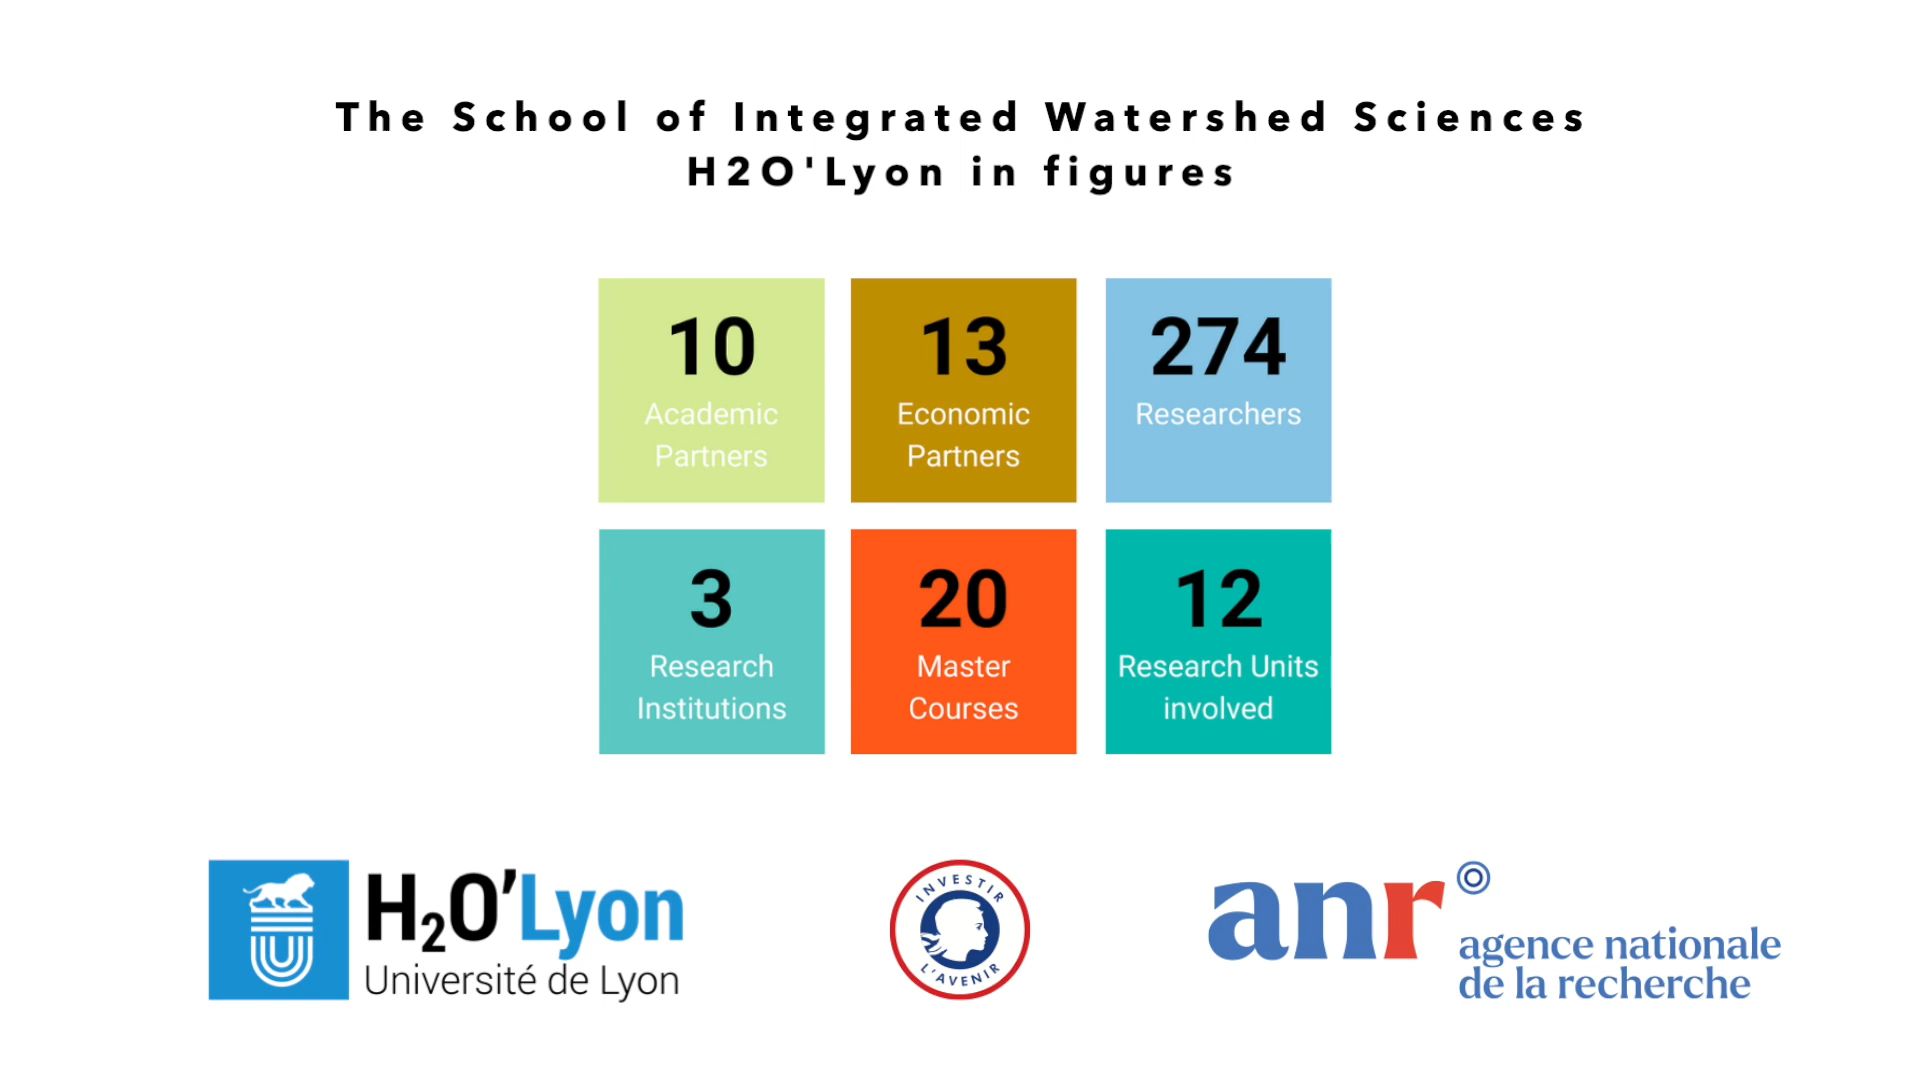 The School of Integrated Watershed Sciences
H2O'Lyon in figures
10
Academic
Partners
13
Economic
Partners
274
Researchers
3
Research
Institutions
20
Master
Courses
12
Research Units
involved
H₂O'Lyon
Université de Lyon
INVESTIR
L'AVENIR
anr
agence nationale
de la recherche